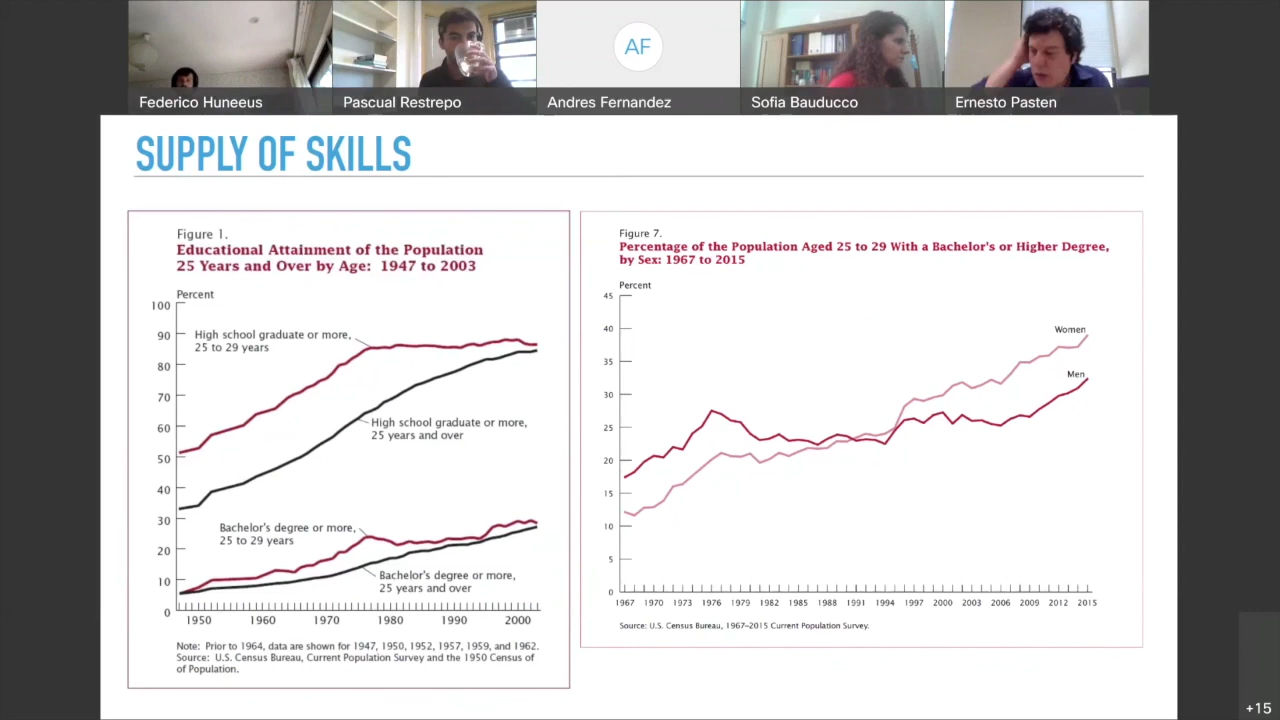 AF
Federico Huneeus
Pascual Restrepo
Andres Fernandez
Sofia Bauducco
Ernesto Pasten
SUPPLY OF SKILLS
Figure 1.
Educational Attainment of the Population
25 Years and Over by Age: 1947 to 2003
Percent
100
90
80
70
60
50
40
30
20
10
0
High school graduate or more,
25 to 29 years
High school graduate or more,
25 years and over
Bachelor's degree or more,
25 to 29 years
Bachelor's degree or more,
25 years and over
1950 1960 1970 1980 1990 2000
Note: Prior to 1964, data are shown for 1947, 1950, 1952, 1957, 1959, and 1962.
Source: U.S. Census Bureau, Current Population Survey and the 1950 Census of
of Population.
Figure 7.
Percentage of the Population Aged 25 to 29 With a Bachelor's or Higher Degree,
by Sex: 1967 to 2015
Percent
45
40
35
30
25
20
15
10
5
0
Women
Men
1967 1970 1973 1976 1979 1982 1985 1988 1991 1994 1997 2000 2003 2006 2009 2012 2015
Source: U.S. Census Bureau, 1967–2015 Current Population Survey.
+15